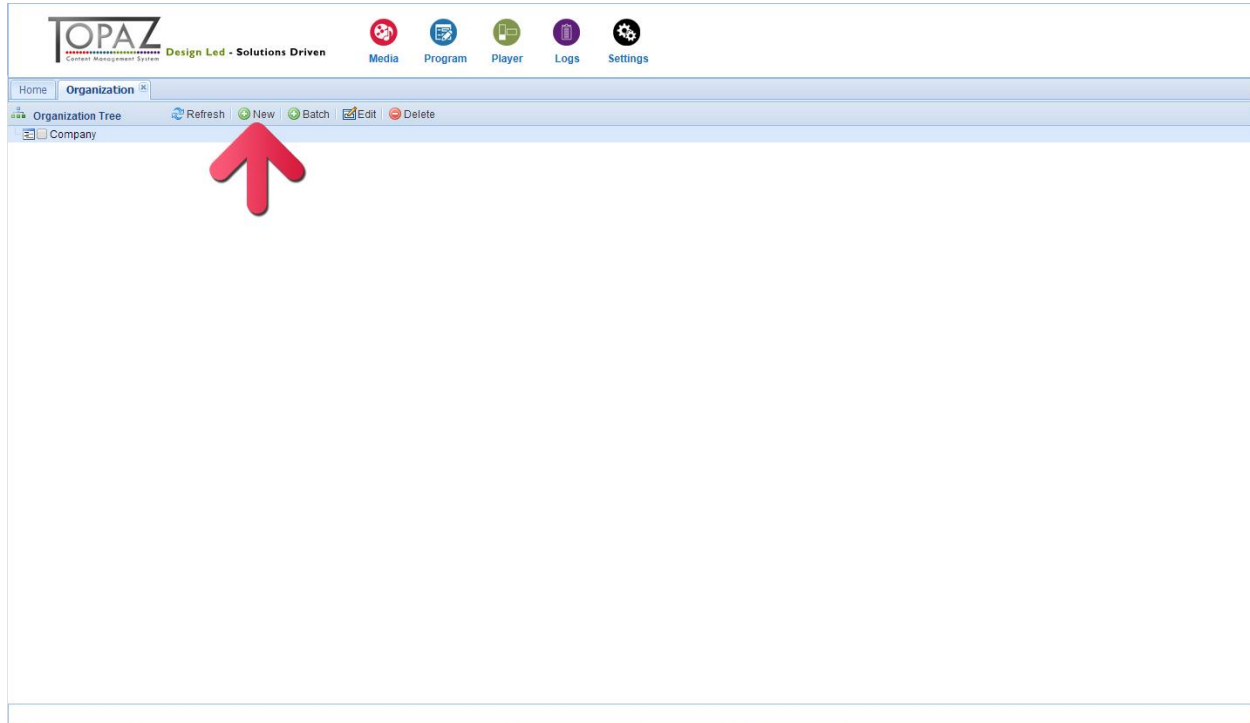 TOPAZ
Content Management System
Design Led - Solutions Driven
Media Program Player Logs Settings
Home Organization
Organization Tree Refresh New Batch Edit Delete
Company